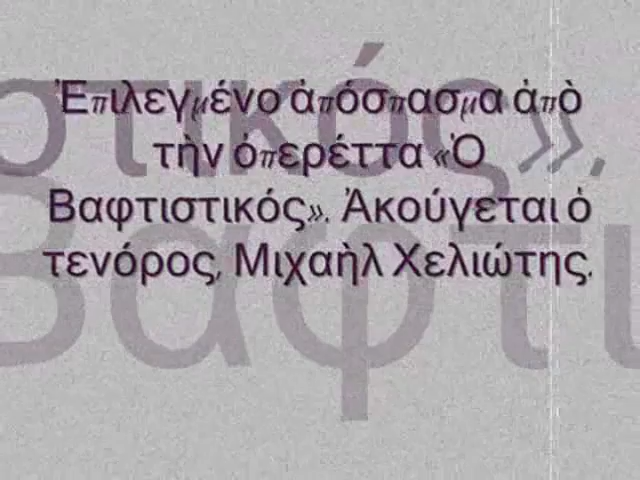 Ἐπιλεγμένο ἀπόσπασμα ἀπὸ
τὴν ὀπερέττα «Ὁ
Βαφτιστικός». Ἀκούγεται ὁ
τενόρος, Μιχαὴλ Χελιώτης.